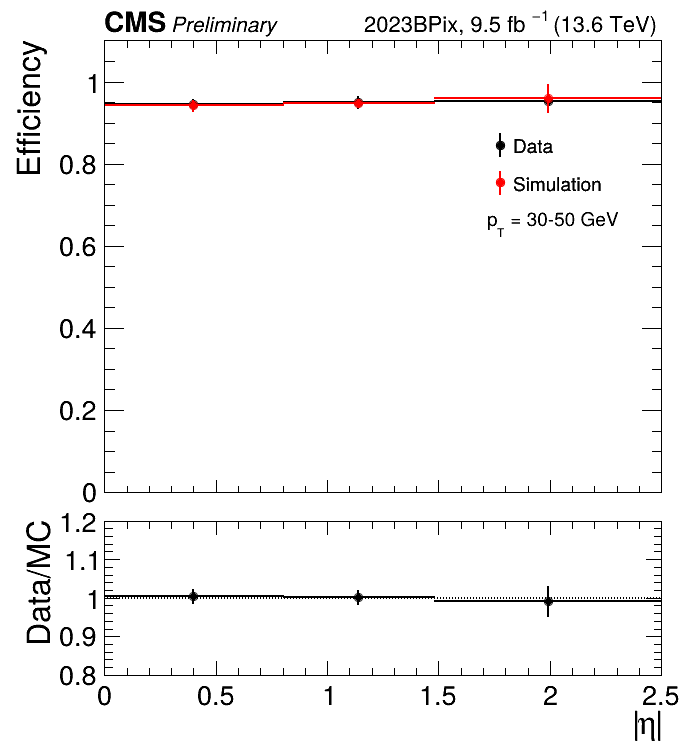 CMS Preliminary 2023BPix, 9.5 fb⁻¹ (13.6 TeV)
Efficiency
1
0.8
0.6
0.4
0.2
0
Data
Simulation
p_T = 30-50 GeV
Data/MC
1.2
1.1
1
0.9
0.8
0 0.5 1 1.5 2 2.5
|η|